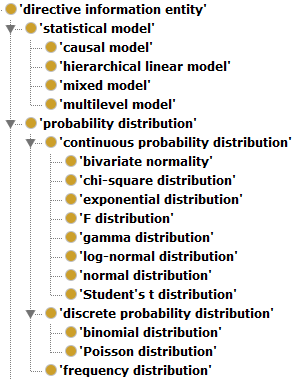 'directive information entity'
'statistical model'
'causal model'
'hierarchical linear model'
'mixed model'
'multilevel model'
'probability distribution'
'continuous probability distribution'
'bivariate normality'
'chi-square distribution'
'exponential distribution'
'F distribution'
'gamma distribution'
'log-normal distribution'
'normal distribution'
'Student's t distribution'
'discrete probability distribution'
'binomial distribution'
'Poisson distribution'
'frequency distribution'